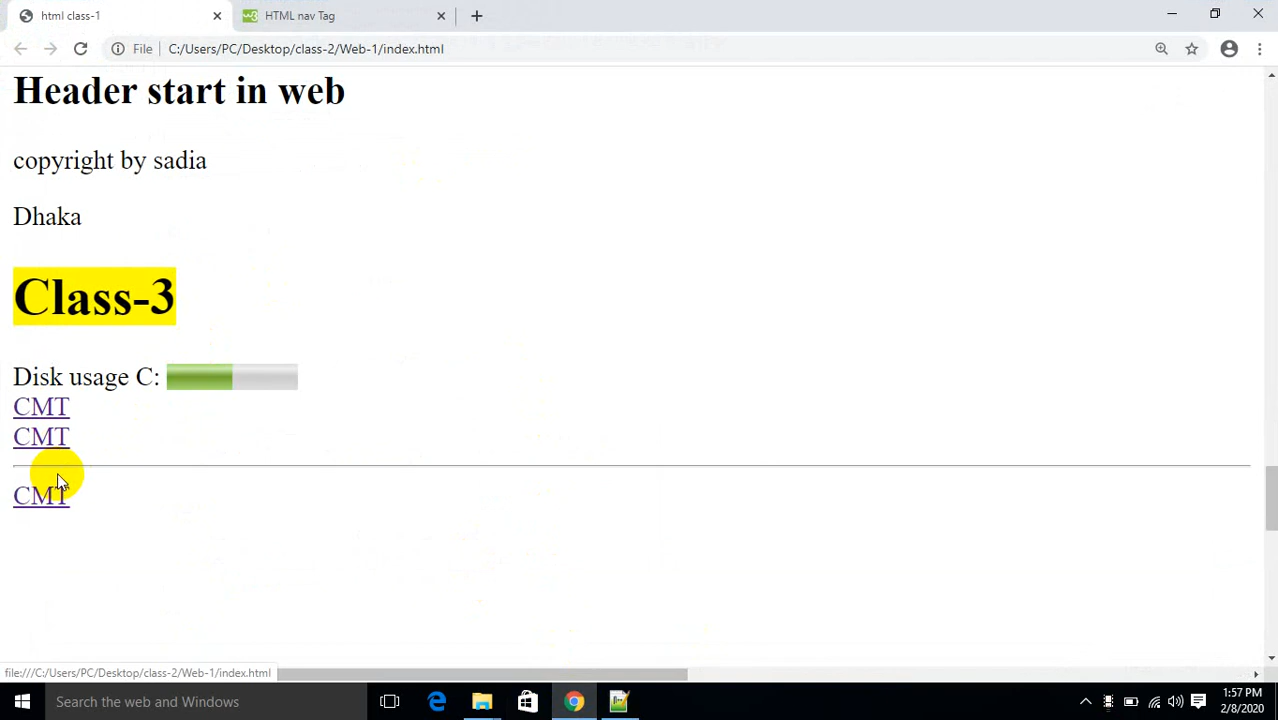 html class-1
HTML nav Tag
File
C:/Users/PC/Desktop/class-2/Web-1/index.html
Header start in web
copyright by sadia
Dhaka
Class-3
Disk usage C:
CMT
CMT
CMT
file:///C:/Users/PC/Desktop/class-2/Web-1/index.html
Search the web and Windows
1:57 PM
2/8/2020